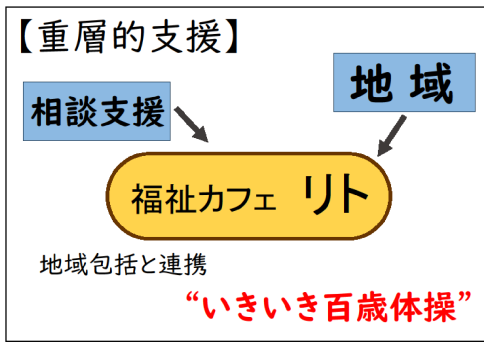 【重層的支援】
地域
相談支援
福祉カフェ リト
地域包括と連携
“いきいき百歳体操”